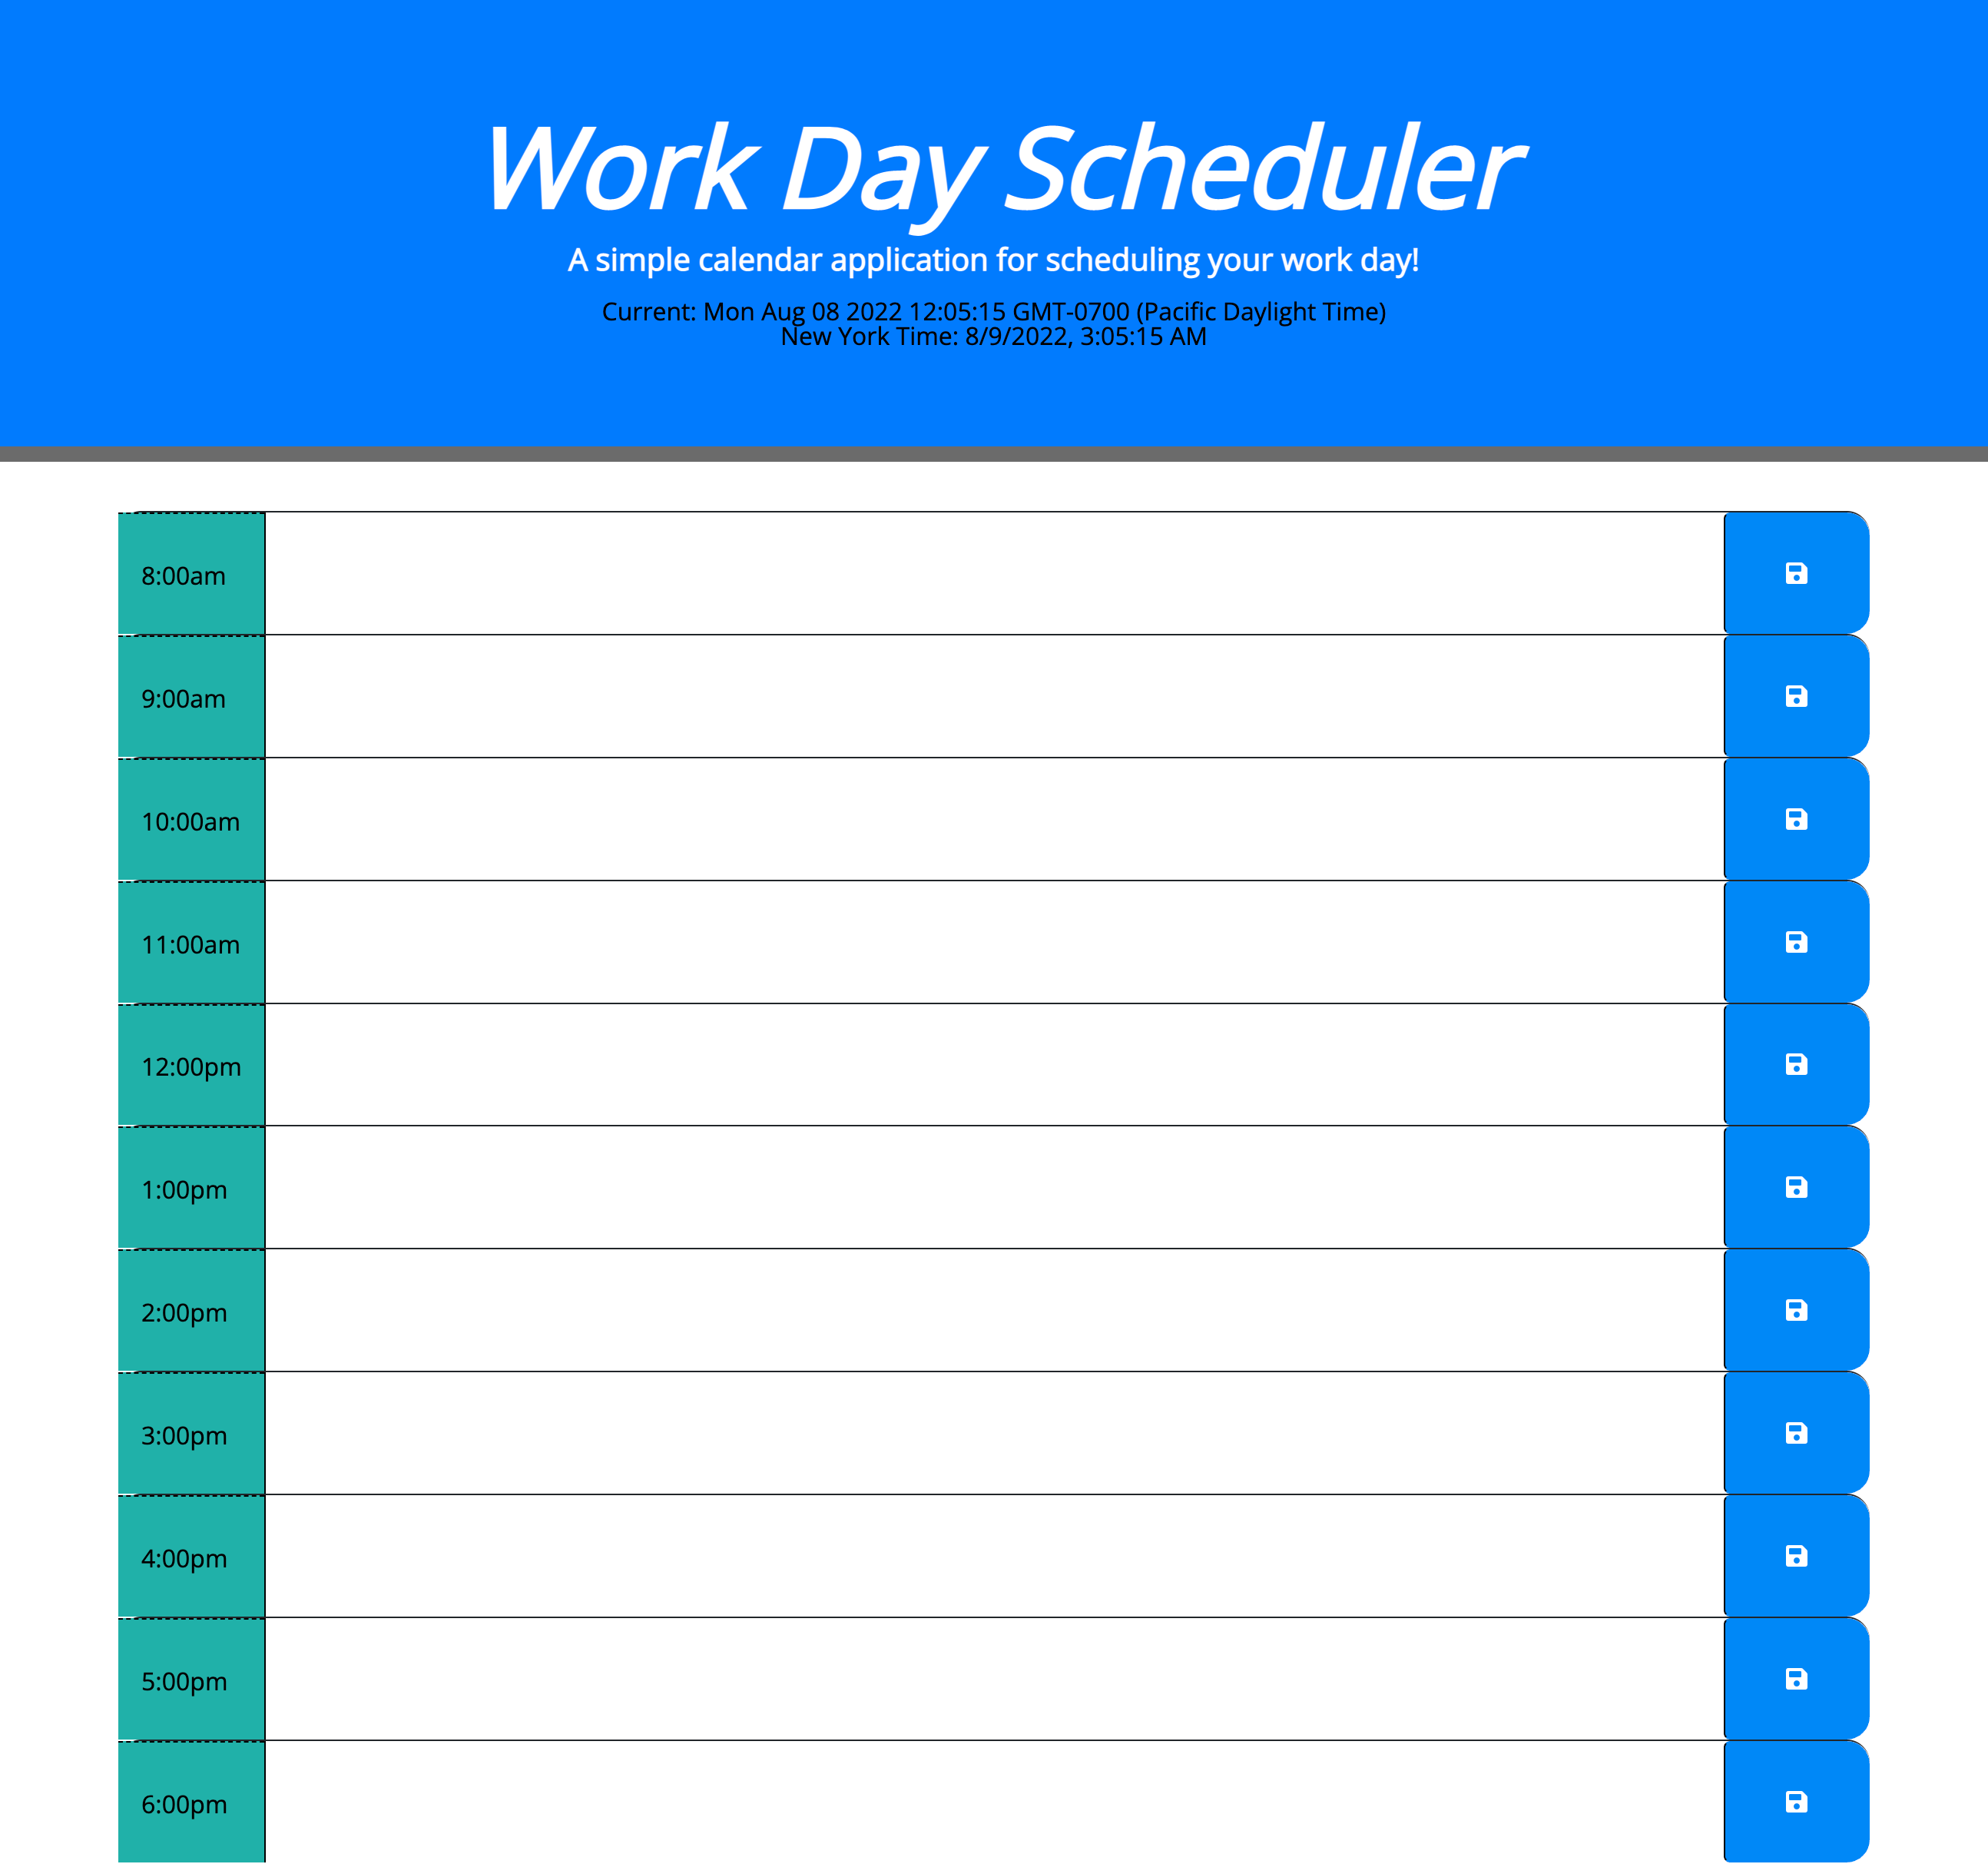 Work Day Scheduler
A simple calendar application for scheduling your work day!
Current: Mon Aug 08 2022 12:05:15 GMT-0700 (Pacific Daylight Time)
New York Time: 8/9/2022, 3:05:15 AM
8:00am
9:00am
10:00am
11:00am
12:00pm
1:00pm
2:00pm
3:00pm
4:00pm
5:00pm
6:00pm